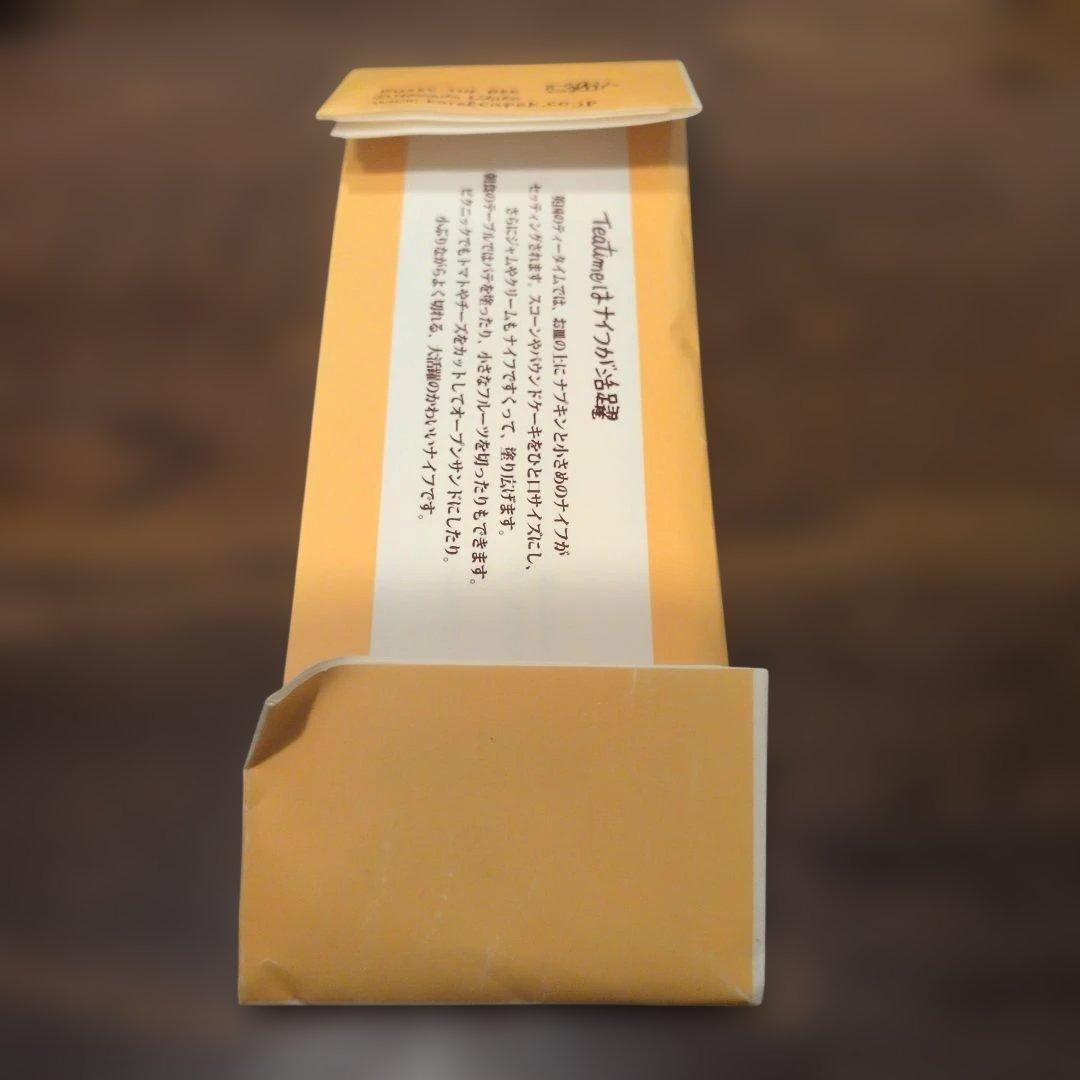 www.karelcapek.co.jp
Teatimeはナイフが活躍
英国のティータイムでは、お皿の上にナプキンと小さめのナイフが
セッティングされます。スコーンやパウンドケーキをひと口サイズにし、
さらにジャムやクリームもナイフですくって、塗り広げます。
朝食のテーブルではパテを塗ったり、小さなフルーツを切ったりもできます。
ピクニックでもトマトやチーズをカットしてオープンサンドにしたり。
小ぶりながらよく切れる、大活躍のかわいいナイフです。